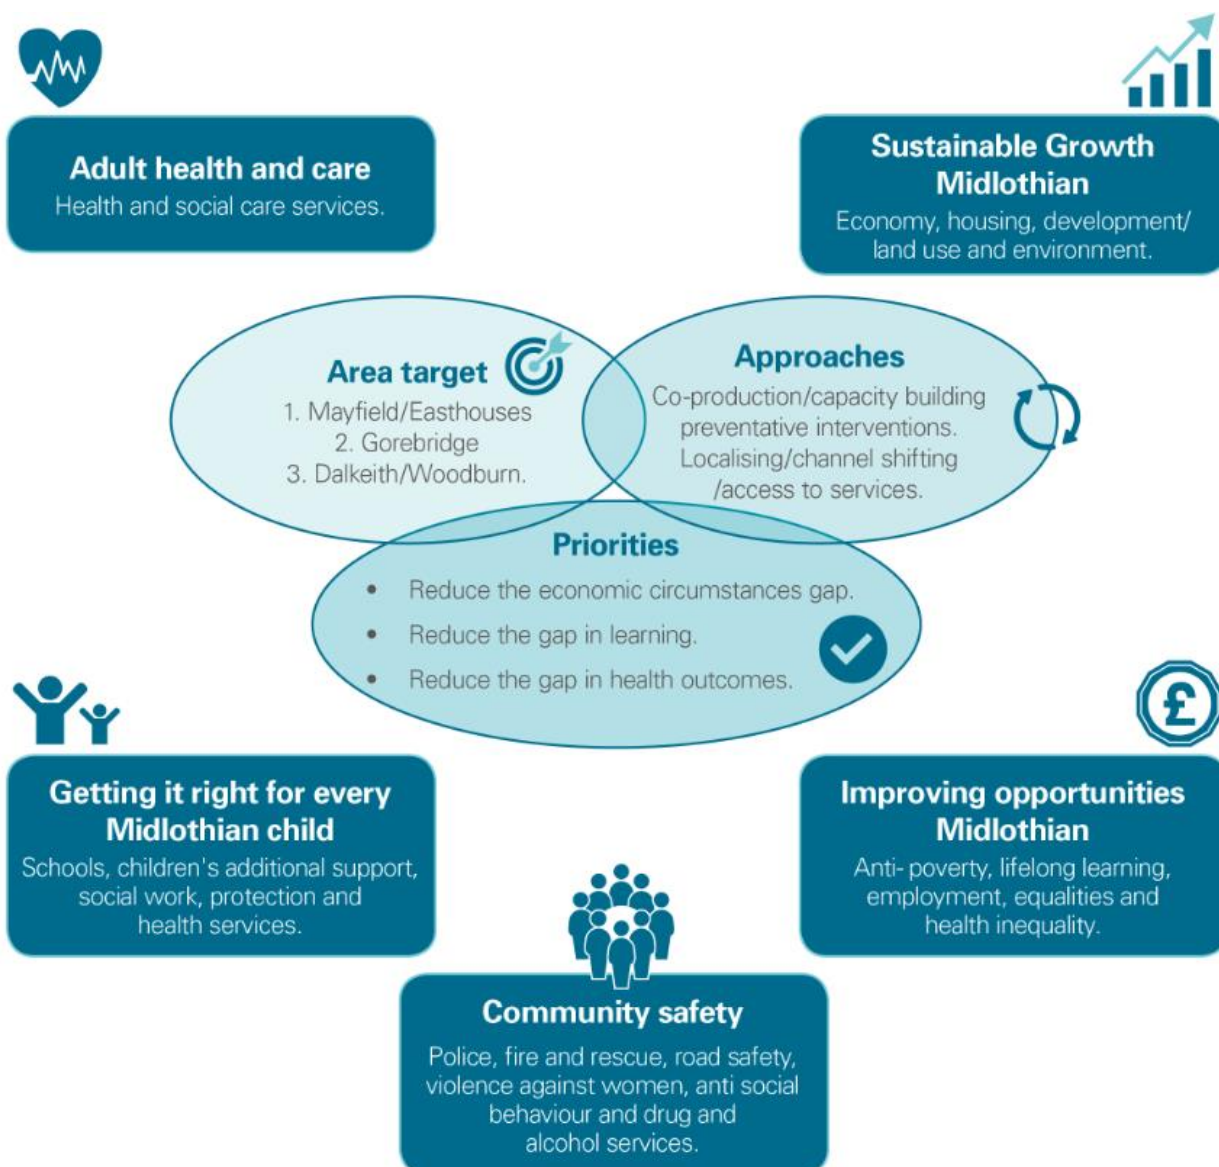 Adult health and care
Health and social care services.
Sustainable Growth
Midlothian
Economy, housing, development/
land use and environment.
Area target
1. Mayfield/Easthouses
2. Gorebridge
3. Dalkeith/Woodburn.
Approaches
Co-production/capacity building
preventative interventions.
Localising/channel shifting
/access to services.
Priorities
• Reduce the economic circumstances gap.
• Reduce the gap in learning.
• Reduce the gap in health outcomes.
£
Getting it right for every
Midlothian child
Schools, children's additional support,
social work, protection and
health services.
Improving opportunities
Midlothian
Anti- poverty, lifelong learning,
employment, equalities and
health inequality.
Community safety
Police, fire and rescue, road safety,
violence against women, anti social
behaviour and drug and
alcohol services.